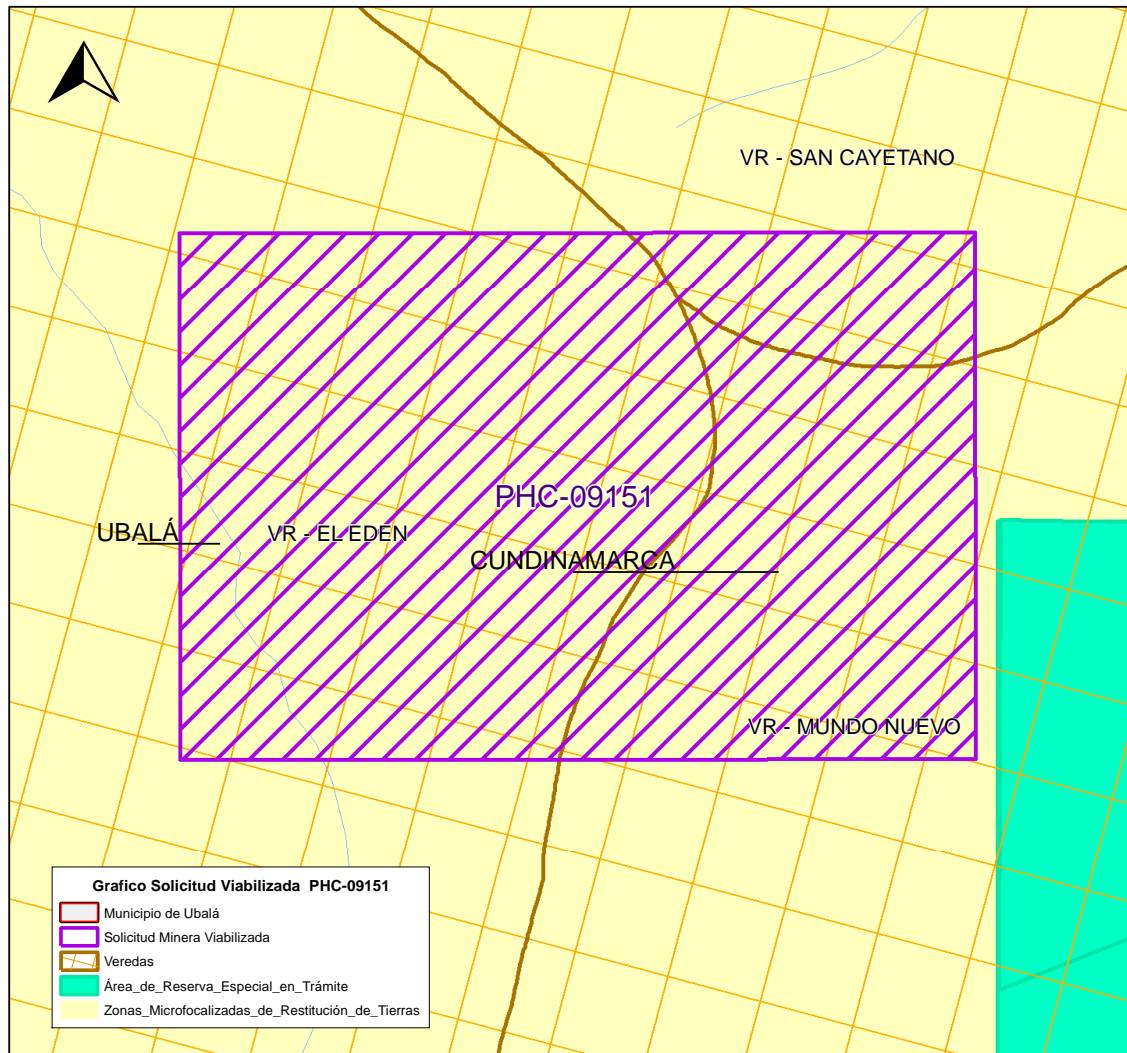 VR - SAN CAYETANO
PHC-09151
UBALÁ
VR - EL EDEN
CUNDINAMARCA
VR - MUNDO NUEVO
Grafico Solicitud Viabilizada PHC-09151
Municipio de Ubalá
Solicitud Minera Viabilizada
Veredas
Área_de_Reserva_Especial_en_Trámite
Zonas_Microfocalizadas_de_Restitución_de_Tierras